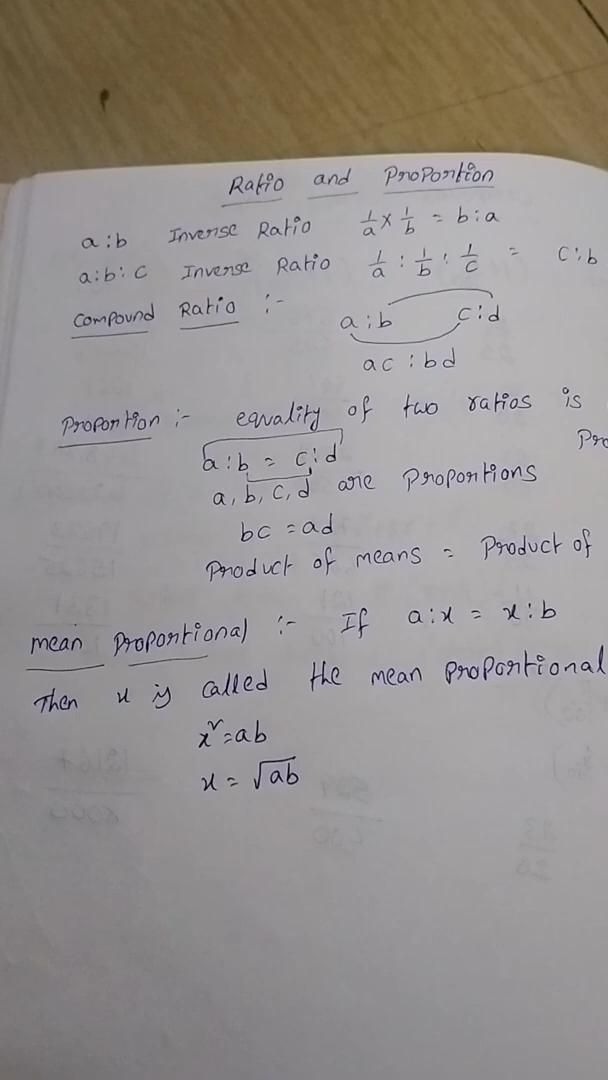 Ratio and Proportion
a:b Inverse Ratio 1/a × 1/b = b:a
a:b:c Inverse Ratio 1/a : 1/b : 1/c = c:b
Compound Ratio :-
a:b c:d
ac : bd
Proportion :- equality of two ratios is
Pro
a:b = c:d
a, b, c, d are proportions
bc = ad
Product of means = Product of
mean proportional :- If a:x = x:b
Then x is called the mean proportional
x² = ab
x = √ab